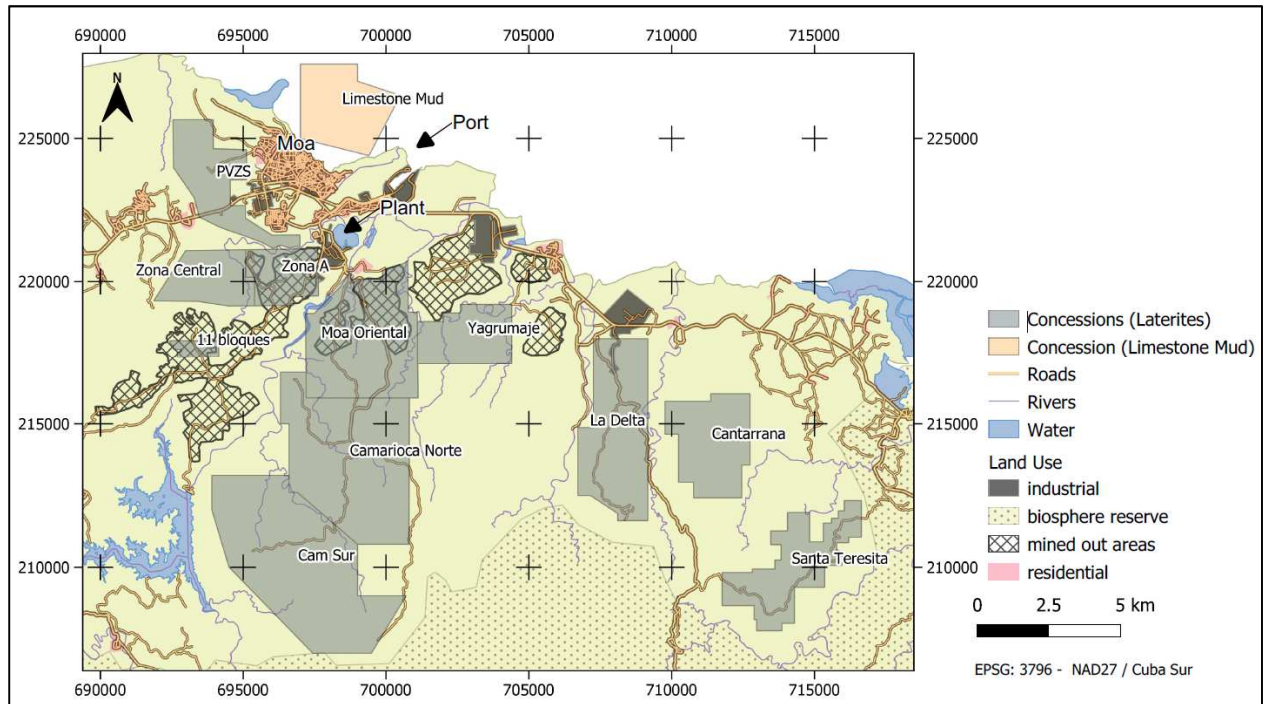 690000 695000 700000 705000 710000 715000
N
Limestone Mud
Port
225000 225000
Moa
PVZS
Plant
Zona Central
Zona A
220000 220000
11 bloques
Moa Oriental
Yagrumaje
215000 215000
La Delta
Cantarrana
Camarioca Norte
Cam Sur
Santa Teresita
210000 210000
690000 695000 700000 705000 710000 715000
Concessions (Laterites)
Concession (Limestone Mud)
Roads
Rivers
Water
Land Use
industrial
biosphere reserve
mined out areas
residential
0 2.5 5 km
EPSG: 3796 - NAD27 / Cuba Sur